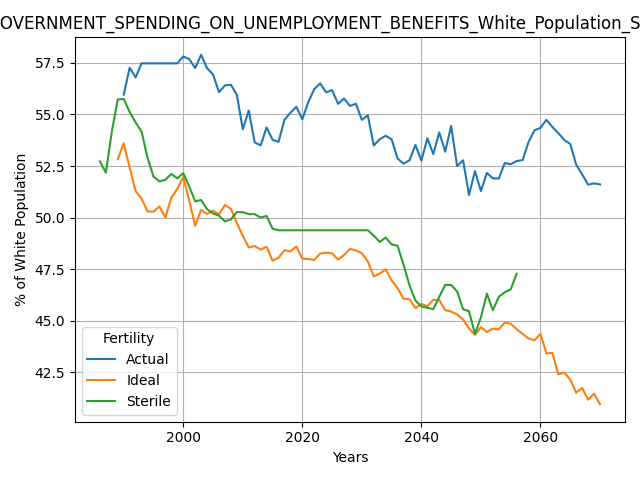 OVERNMENT_SPENDING_ON_UNEMPLOYMENT_BENEFITS_White_Population_S
% of White Population
57.5
55.0
52.5
50.0
47.5
45.0
42.5
Fertility
Actual
Ideal
Sterile
2000
2020
2040
2060
Years